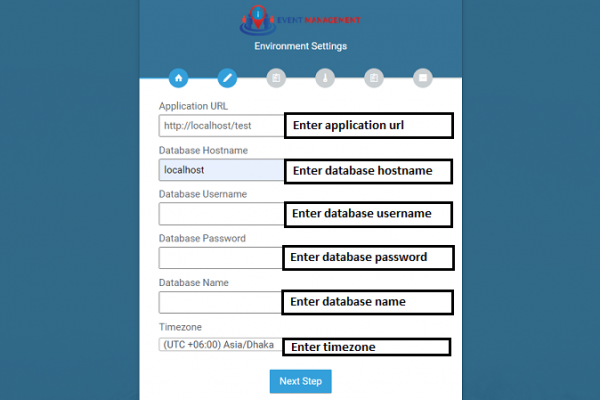 EVENT MANAGEMENT
Environment Settings
Application URL
http://localhost/test Enter application url
Database Hostname
localhost Enter database hostname
Database Username
Enter database username
Database Password
Enter database password
Database Name
Enter database name
Timezone
(UTC +06:00) Asia/Dhaka Enter timezone
Next Step